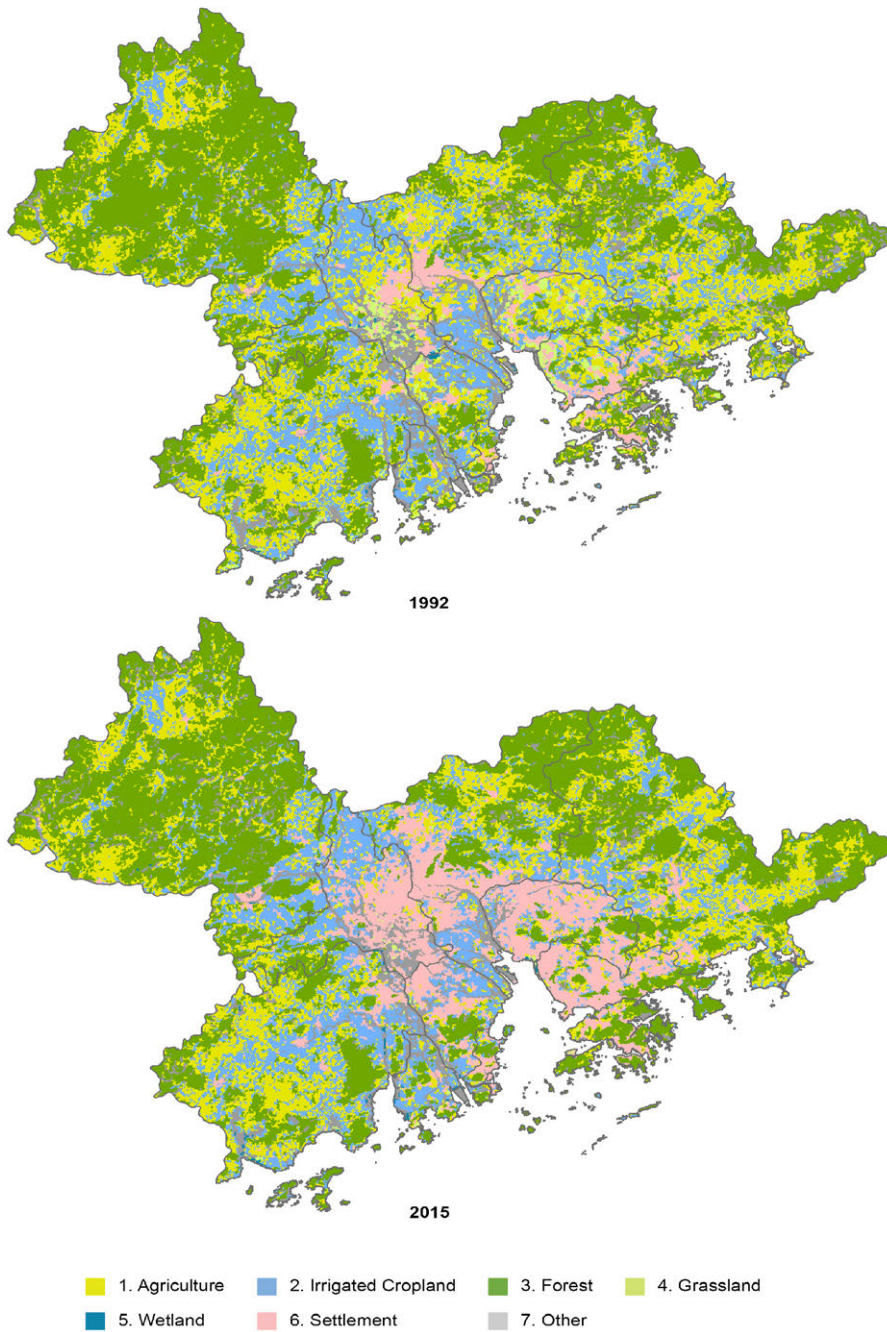 1992
2015
1. Agriculture 2. Irrigated Cropland 3. Forest 4. Grassland
5. Wetland 6. Settlement 7. Other